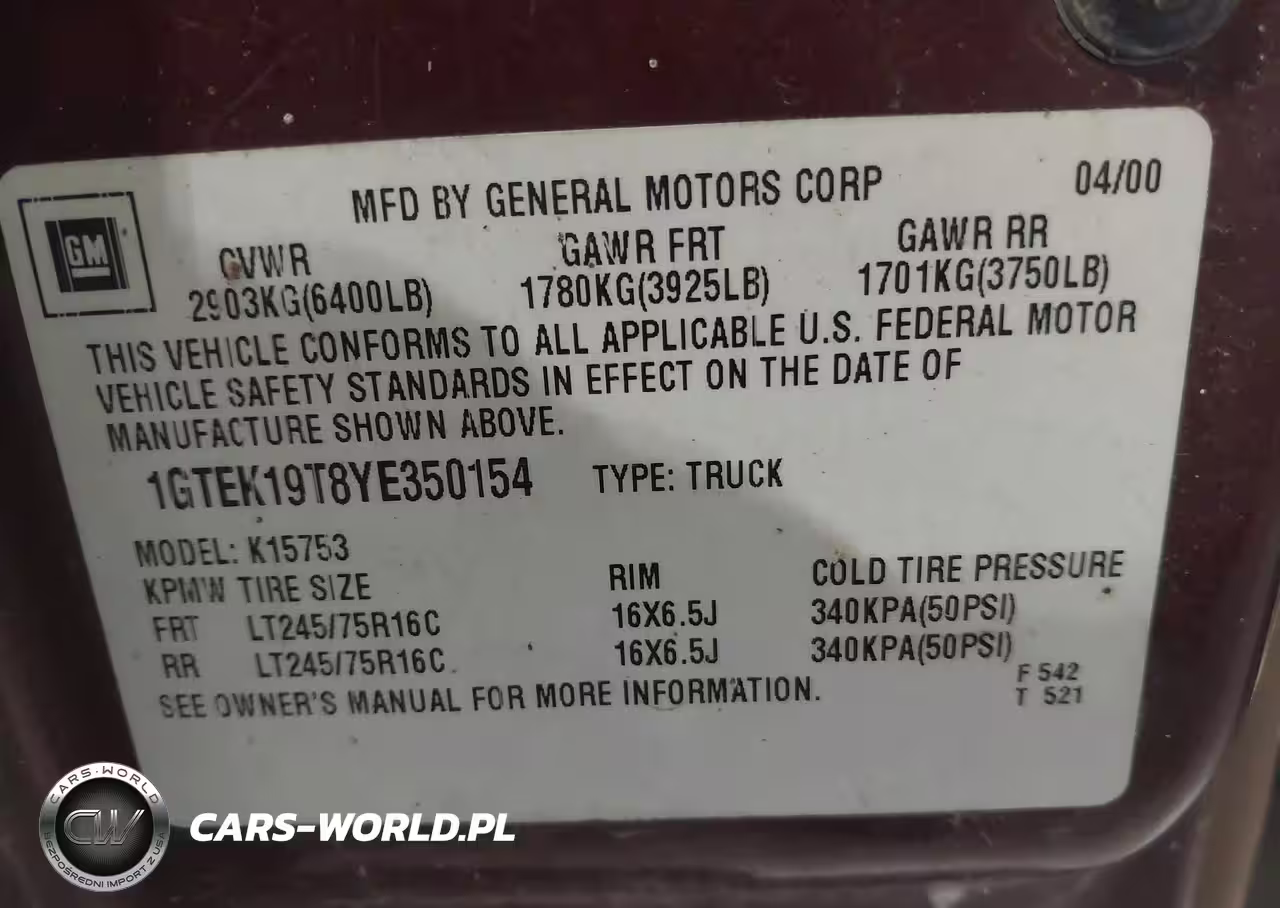 MFD BY GENERAL MOTORS CORP 04/00
GM
GVWR GAWR FRT GAWR RR
2903KG(6400LB) 1780KG(3925LB) 1701KG(3750LB)
THIS VEHICLE CONFORMS TO ALL APPLICABLE U.S. FEDERAL MOTOR
VEHICLE SAFETY STANDARDS IN EFFECT ON THE DATE OF
MANUFACTURE SHOWN ABOVE.
1GTEK19T8YE350154 TYPE: TRUCK
MODEL: K15753
KPMW TIRE SIZE RIM COLD TIRE PRESSURE
FRT LT245/75R16C 16X6.5J 340KPA(50PSI)
RR LT245/75R16C 16X6.5J 340KPA(50PSI)
SEE OWNER'S MANUAL FOR MORE INFORMATION.
F 542
T 521
CARS-WORLD
CW
BEZPOŚREDNI IMPORT Z USA
CARS-WORLD.PL